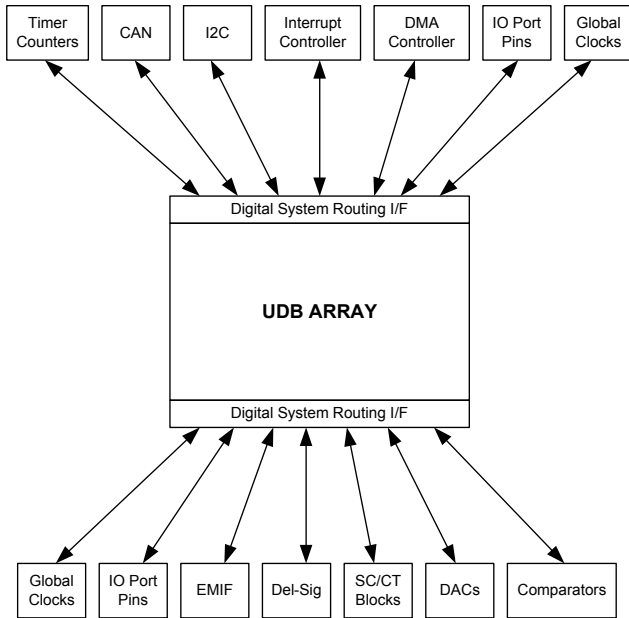 Timer
Counters
CAN
I2C
Interrupt
Controller
DMA
Controller
IO Port
Pins
Global
Clocks
Digital System Routing I/F
UDB ARRAY
Digital System Routing I/F
Global
Clocks
IO Port
Pins
EMIF
Del-Sig
SC/CT
Blocks
DACs
Comparators